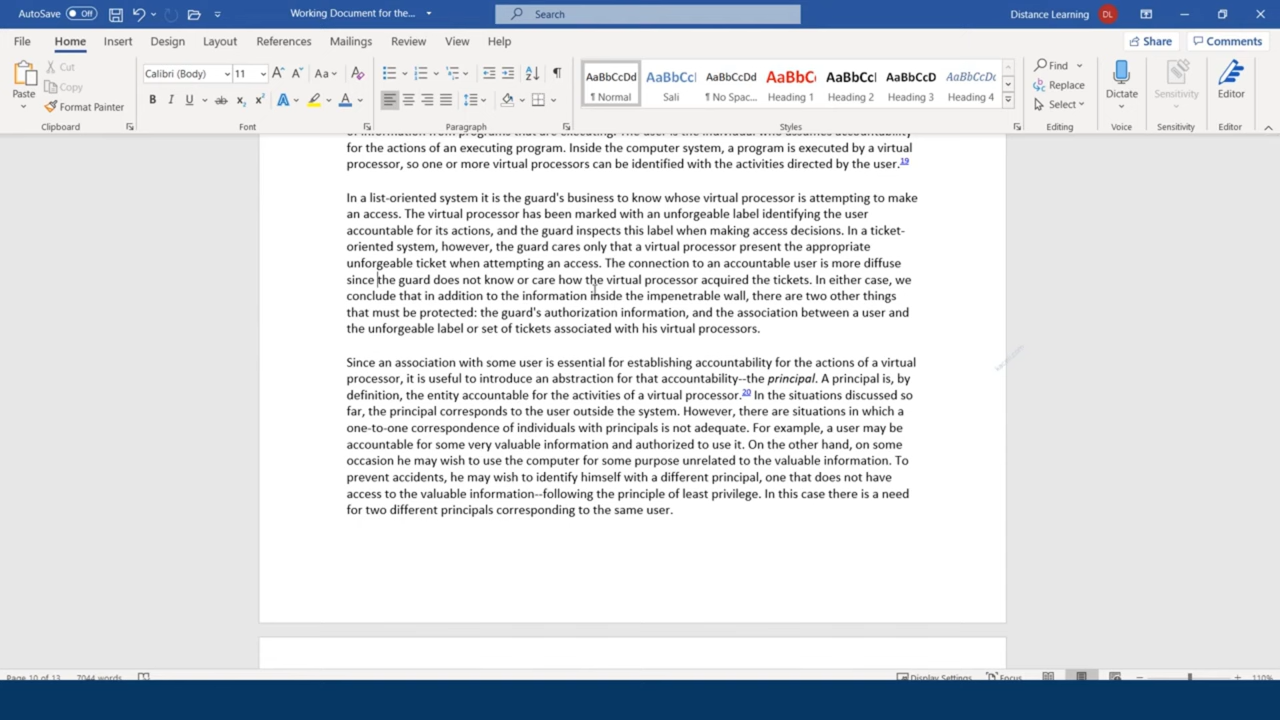 AutoSave Off Working Document for the... Search Distance Learning DL
File Home Insert Design Layout References Mailings Review View Help Share Comments
Paste Cut Copy Format Painter Clipboard
Calibri (Body) 11 Aa
B I U ab x₂ x² A A Font
Paragraph
AaBbCcDd AaBbCcI AaBbCcDd AaBbC AaBbCcI AaBbCcD AaBbCcDc
¶ Normal Sali ¶ No Spac... Heading 1 Heading 2 Heading 3 Heading 4
Styles
Find Replace Select Editing
Dictate Voice
Sensitivity Sensitivity
Editor Editor
of information from programs that are executing. The user is the individual who assumes accountability
for the actions of an executing program. Inside the computer system, a program is executed by a virtual
processor, so one or more virtual processors can be identified with the activities directed by the user.19
In a list-oriented system it is the guard's business to know whose virtual processor is attempting to make
an access. The virtual processor has been marked with an unforgeable label identifying the user
accountable for its actions, and the guard inspects this label when making access decisions. In a ticket-
oriented system, however, the guard cares only that a virtual processor present the appropriate
unforgeable ticket when attempting an access. The connection to an accountable user is more diffuse
since the guard does not know or care how the virtual processor acquired the tickets. In either case, we
conclude that in addition to the information inside the impenetrable wall, there are two other things
that must be protected: the guard's authorization information, and the association between a user and
the unforgeable label or set of tickets associated with his virtual processors.
Since an association with some user is essential for establishing accountability for the actions of a virtual
processor, it is useful to introduce an abstraction for that accountability--the principal. A principal is, by
definition, the entity accountable for the activities of a virtual processor.20 In the situations discussed so
far, the principal corresponds to the user outside the system. However, there are situations in which a
one-to-one correspondence of individuals with principals is not adequate. For example, a user may be
accountable for some very valuable information and authorized to use it. On the other hand, on some
occasion he may wish to use the computer for some purpose unrelated to the valuable information. To
prevent accidents, he may wish to identify himself with a different principal, one that does not have
access to the valuable information--following the principle of least privilege. In this case there is a need
for two different principals corresponding to the same user.
Page 10 of 13 7044 words Display Settings Focus 110%